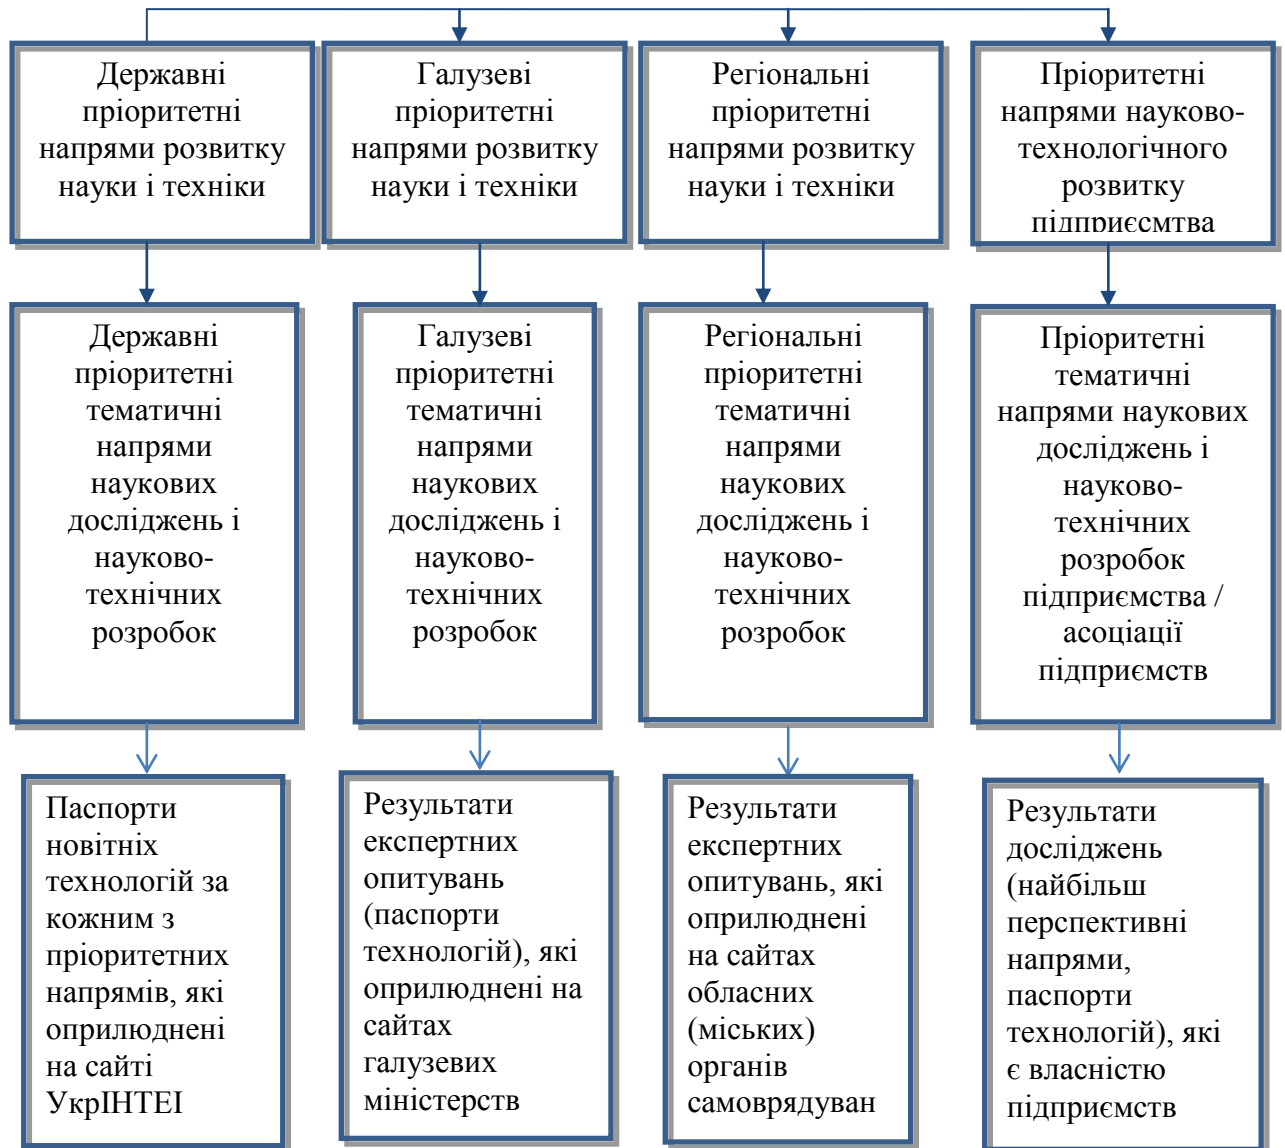 Державні
пріоритетні
напрями розвитку
науки і техніки
Галузеві
пріоритетні
напрями розвитку
науки і техніки
Регіональні
пріоритетні
напрями розвитку
науки і техніки
Пріоритетні
напрями науково-
технологічного
розвитку
підприєсмтва
Державні
пріоритетні
тематичні
напрями
наукових
досліджень і
науково-
технічних
розробок
Галузеві
пріоритетні
тематичні
напрями
наукових
досліджень і
науково-
технічних
розробок
Регіональні
пріоритетні
тематичні
напрями
наукових
досліджень і
науково-
технічних
розробок
Пріоритетні
тематичні
напрями наукових
досліджень і
науково-
технічних
розробок
підприємства /
асоціації
підприємств
Паспорти
новітніх
технологій за
кожним з
пріоритетних
напрямів, які
оприлюднені
на сайті
УкрІНТЕІ
Результати
експертних
опитувань
(паспорти
технологій), які
оприлюднені на
сайтах
галузевих
міністерств
Результати
експертних
опитувань, які
оприлюднені
на сайтах
обласних
(міських)
органів
самоврядуван
Результати
досліджень
(найбільш
перспективні
напрями,
паспорти
технологій), які
є власністю
підприємств